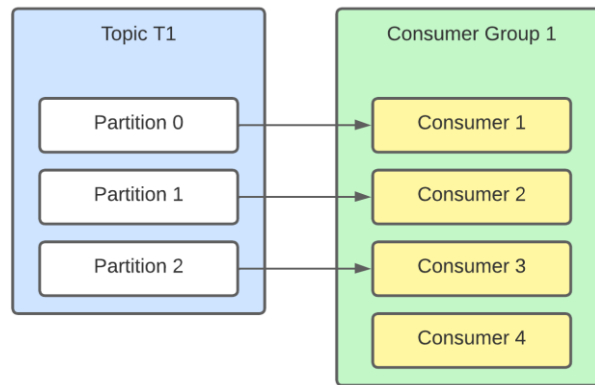 Topic T1
Partition 0
Partition 1
Partition 2
Consumer Group 1
Consumer 1
Consumer 2
Consumer 3
Consumer 4